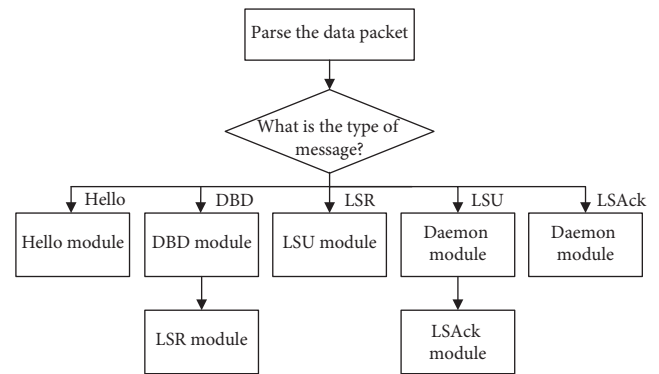 Parse the data packet
What is the type of
message?
Hello
DBD
LSR
LSU
LSAck
Hello module
DBD module
LSU module
Daemon
module
Daemon
module
LSR module
LSAck
module